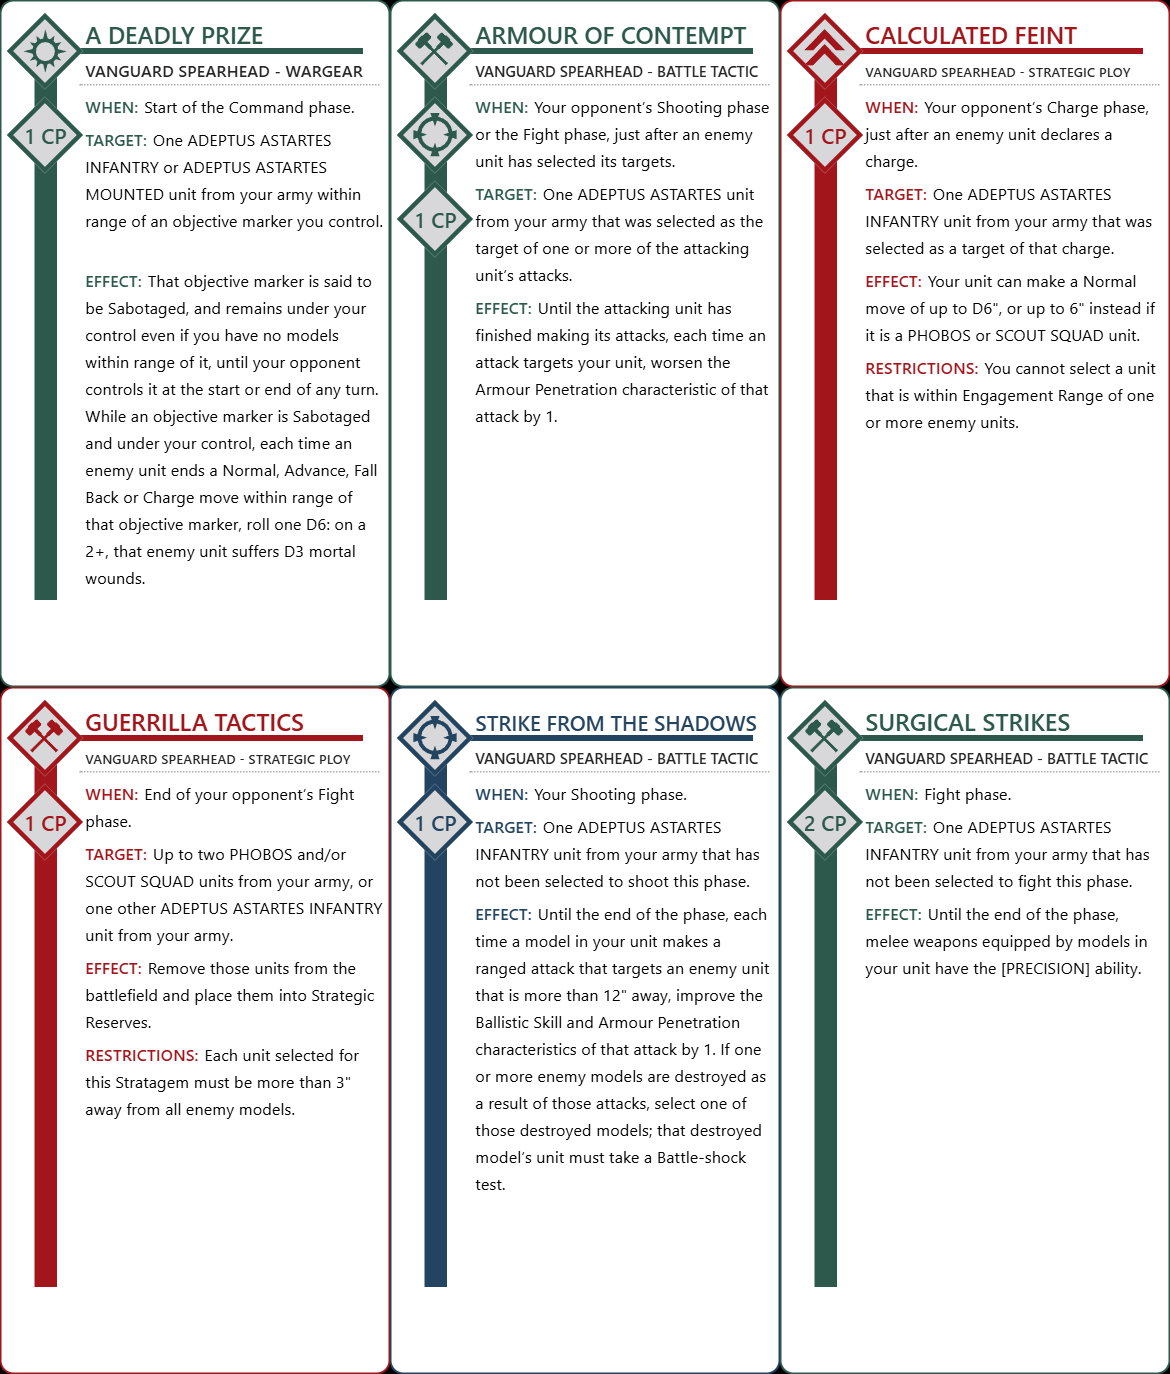 A DEADLY PRIZE
VANGUARD SPEARHEAD - WARGEAR
1 CP
WHEN: Start of the Command phase.
TARGET: One ADEPTUS ASTARTES
INFANTRY or ADEPTUS ASTARTES
MOUNTED unit from your army within
range of an objective marker you control.
EFFECT: That objective marker is said to
be Sabotaged, and remains under your
control even if you have no models
within range of it, until your opponent
controls it at the start or end of any turn.
While an objective marker is Sabotaged
and under your control, each time an
enemy unit ends a Normal, Advance, Fall
Back or Charge move within range of
that objective marker, roll one D6: on a
2+, that enemy unit suffers D3 mortal
wounds.
ARMOUR OF CONTEMPT
VANGUARD SPEARHEAD - BATTLE TACTIC
1 CP
WHEN: Your opponent's Shooting phase
or the Fight phase, just after an enemy
unit has selected its targets.
TARGET: One ADEPTUS ASTARTES unit
from your army that was selected as the
target of one or more of the attacking
unit's attacks.
EFFECT: Until the attacking unit has
finished making its attacks, each time an
attack targets your unit, worsen the
Armour Penetration characteristic of that
attack by 1.
CALCULATED FEINT
VANGUARD SPEARHEAD - STRATEGIC PLOY
1 CP
WHEN: Your opponent's Charge phase,
just after an enemy unit declares a
charge.
TARGET: One ADEPTUS ASTARTES
INFANTRY unit from your army that was
selected as a target of that charge.
EFFECT: Your unit can make a Normal
move of up to D6", or up to 6" instead if
it is a PHOBOS or SCOUT SQUAD unit.
RESTRICTIONS: You cannot select a unit
that is within Engagement Range of one
or more enemy units.
GUERRILLA TACTICS
VANGUARD SPEARHEAD - STRATEGIC PLOY
1 CP
WHEN: End of your opponent's Fight
phase.
TARGET: Up to two PHOBOS and/or
SCOUT SQUAD units from your army, or
one other ADEPTUS ASTARTES INFANTRY
unit from your army.
EFFECT: Remove those units from the
battlefield and place them into Strategic
Reserves.
RESTRICTIONS: Each unit selected for
this Stratagem must be more than 3"
away from all enemy models.
STRIKE FROM THE SHADOWS
VANGUARD SPEARHEAD - BATTLE TACTIC
1 CP
WHEN: Your Shooting phase.
TARGET: One ADEPTUS ASTARTES
INFANTRY unit from your army that has
not been selected to shoot this phase.
EFFECT: Until the end of the phase, each
time a model in your unit makes a
ranged attack that targets an enemy unit
that is more than 12" away, improve the
Ballistic Skill and Armour Penetration
characteristics of that attack by 1. If one
or more enemy models are destroyed as
a result of those attacks, select one of
those destroyed models; that destroyed
model's unit must take a Battle-shock
test.
SURGICAL STRIKES
VANGUARD SPEARHEAD - BATTLE TACTIC
2 CP
WHEN: Fight phase.
TARGET: One ADEPTUS ASTARTES
INFANTRY unit from your army that has
not been selected to fight this phase.
EFFECT: Until the end of the phase,
melee weapons equipped by models in
your unit have the [PRECISION] ability.